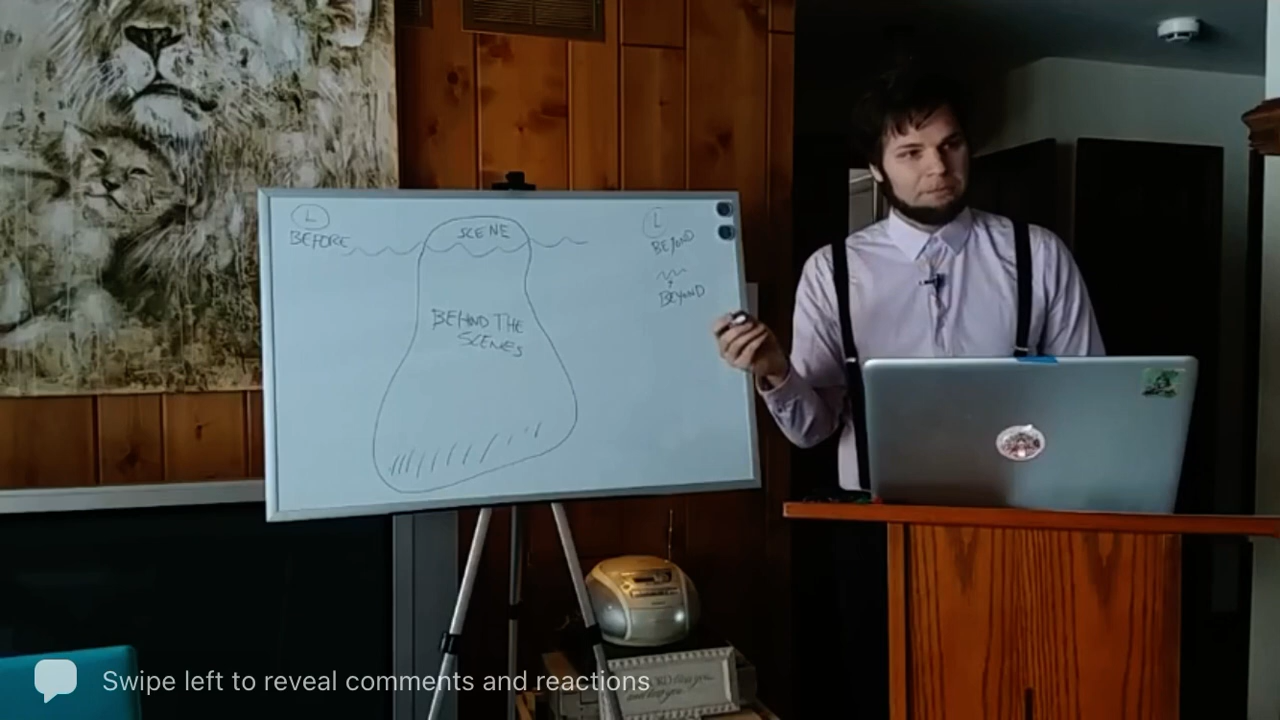 L
BEFORE
SCENE
L
BEYOND
&
BEYOND
BEHIND THE
SCENES
Swipe left to reveal comments and reactions